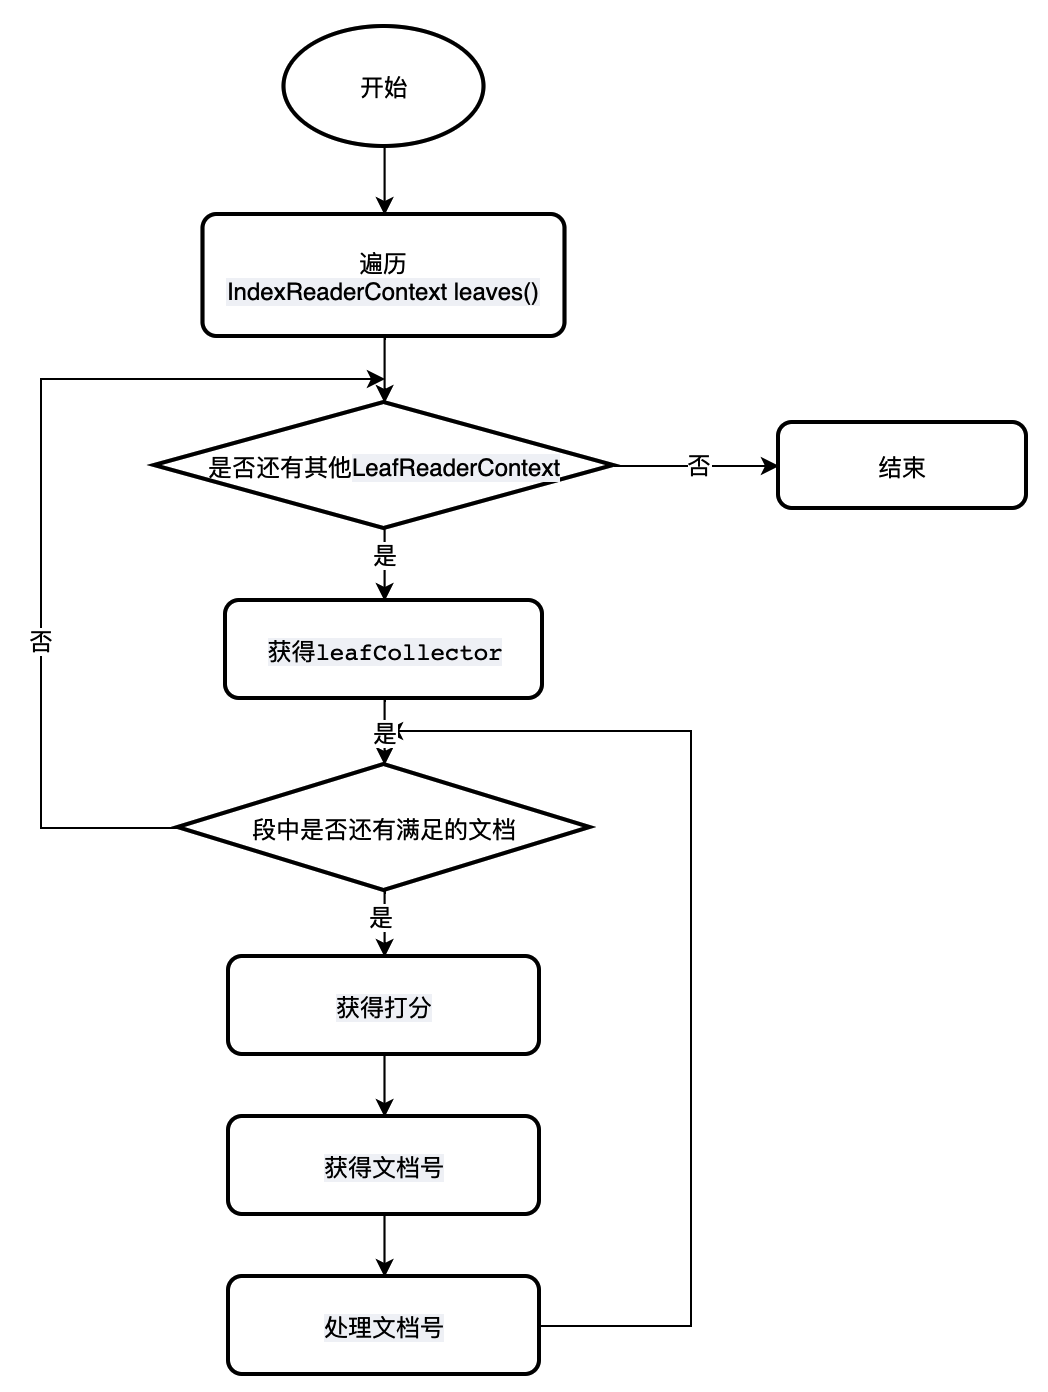 开始
遍历
IndexReaderContext leaves()
是否还有其他LeafReaderContext
否
结束
是
获得leafCollector
否
是
段中是否还有满足的文档
是
获得打分
获得文档号
处理文档号